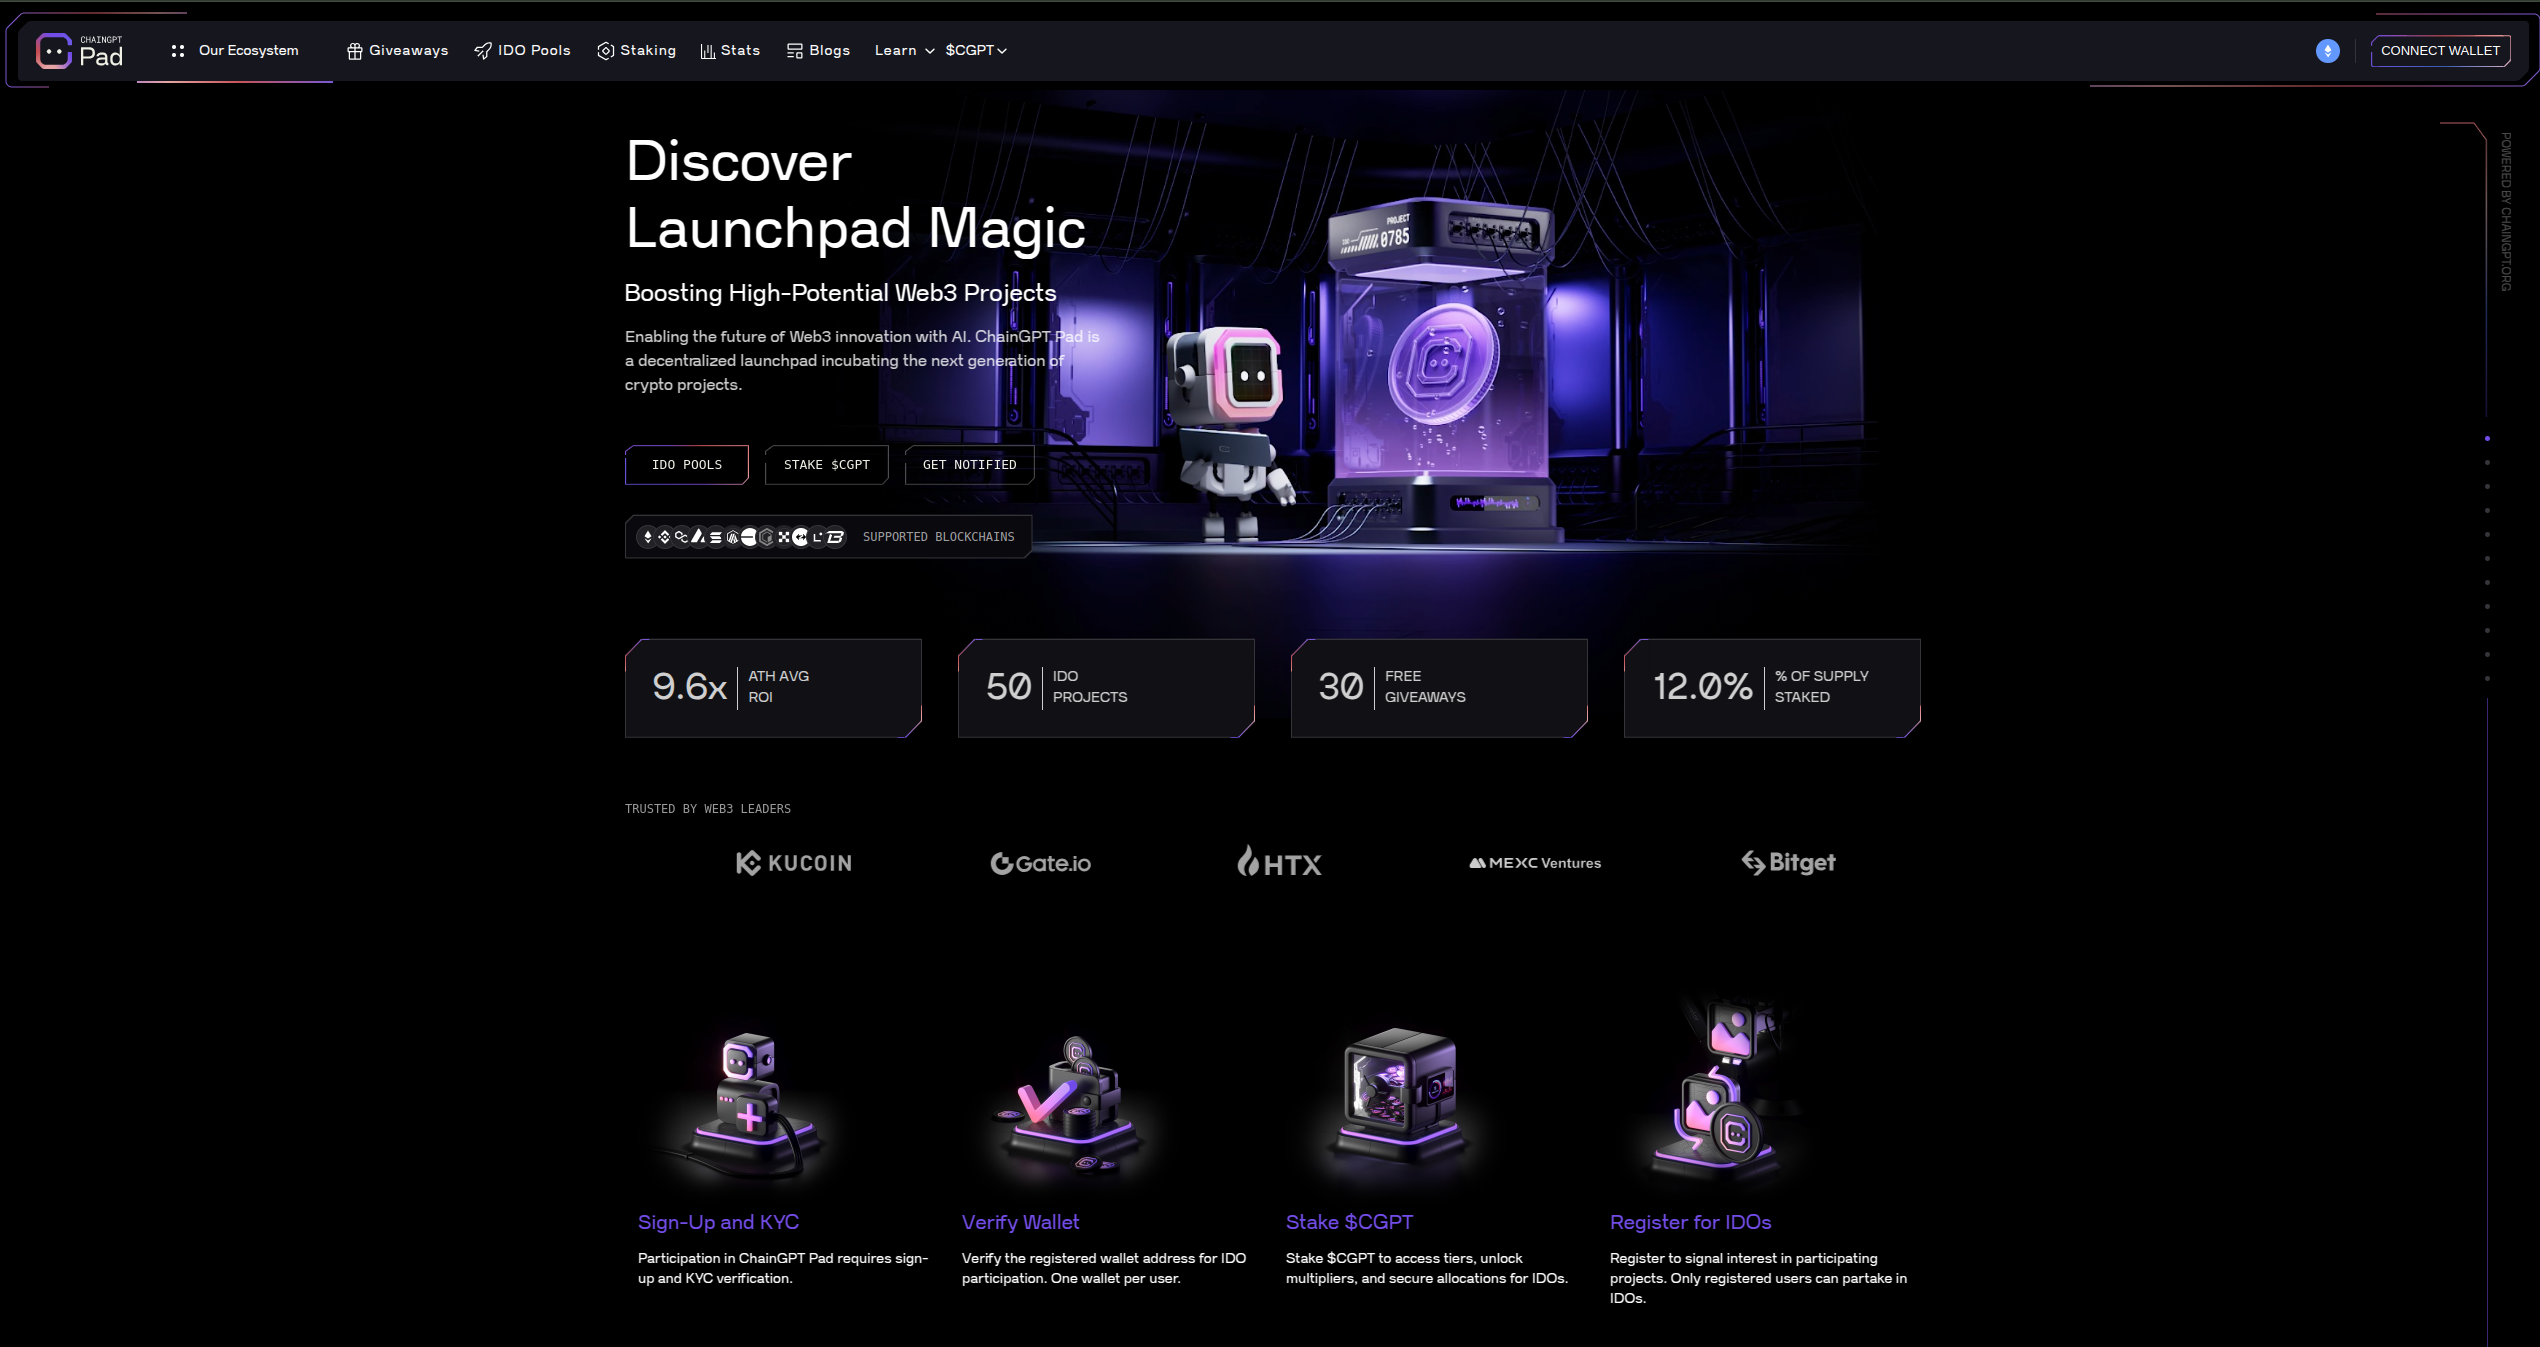 CHAINGPT
Pad
Our Ecosystem
Giveaways
IDO Pools
Staking
Stats
Blogs
Learn
$CGPT
CONNECT WALLET
POWERED BY CHAINGPT.ORG
Discover
Launchpad Magic
Boosting High-Potential Web3 Projects
Enabling the future of Web3 innovation with AI. ChainGPT Pad is
a decentralized launchpad incubating the next generation of
crypto projects.
PROJECT
0785
IDO POOLS
STAKE $CGPT
GET NOTIFIED
SUPPORTED BLOCKCHAINS
9.6x
ATH AVG
ROI
50
IDO
PROJECTS
30
FREE
GIVEAWAYS
12.0%
% OF SUPPLY
STAKED
TRUSTED BY WEB3 LEADERS
KUCOIN
Gate.io
HTX
MEXC Ventures
Bitget
Sign-Up and KYC
Participation in ChainGPT Pad requires sign-
up and KYC verification.
Verify Wallet
Verify the registered wallet address for IDO
participation. One wallet per user.
Stake $CGPT
Stake $CGPT to access tiers, unlock
multipliers, and secure allocations for IDOs.
Register for IDOs
Register to signal interest in participating
projects. Only registered users can partake in
IDOs.